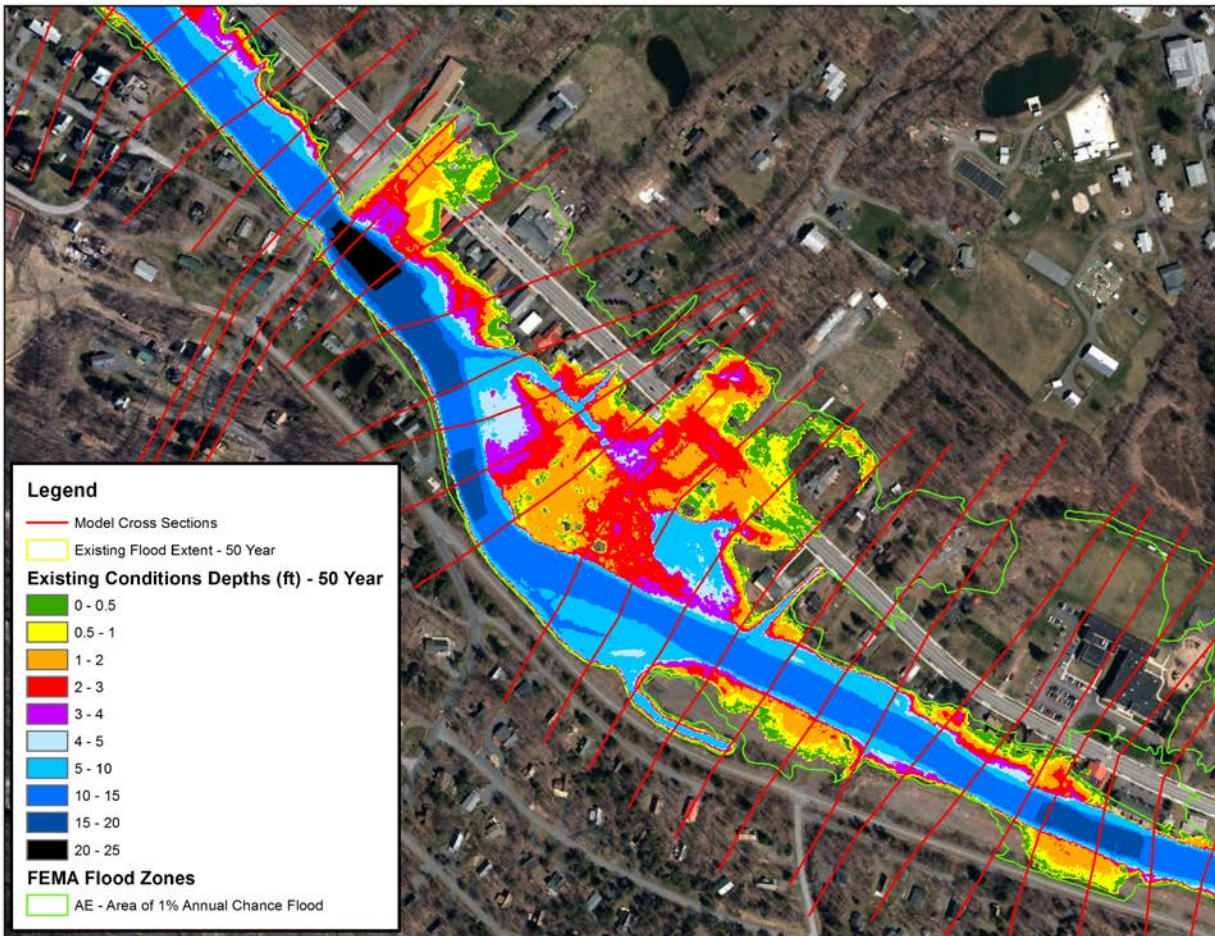 Legend
Model Cross Sections
Existing Flood Extent - 50 Year
Existing Conditions Depths (ft) - 50 Year
0 - 0.5
0.5 - 1
1 - 2
2 - 3
3 - 4
4 - 5
5 - 10
10 - 15
15 - 20
20 - 25
FEMA Flood Zones
AE - Area of 1% Annual Chance Flood